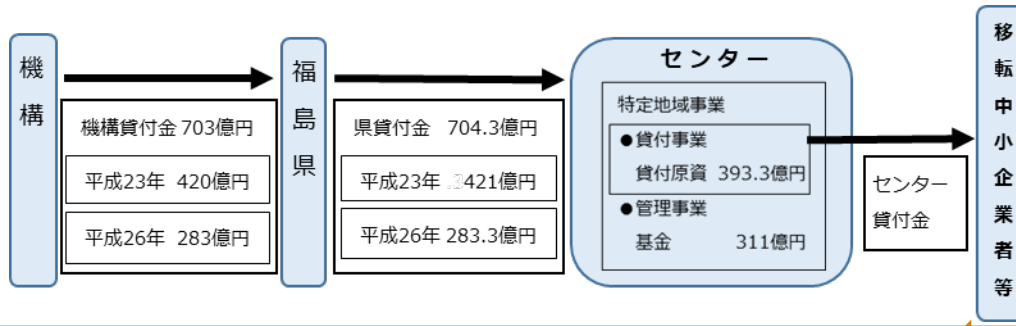 機構
機構貸付金 703億円
平成23年 420億円
平成26年 283億円
福島県
県貸付金 704.3億円
平成23年 421億円
平成26年 283.3億円
センター
特定地域事業
●貸付事業
貸付原資 393.3億円
●管理事業
基金 311億円
センター
貸付金
移転中小企業者等